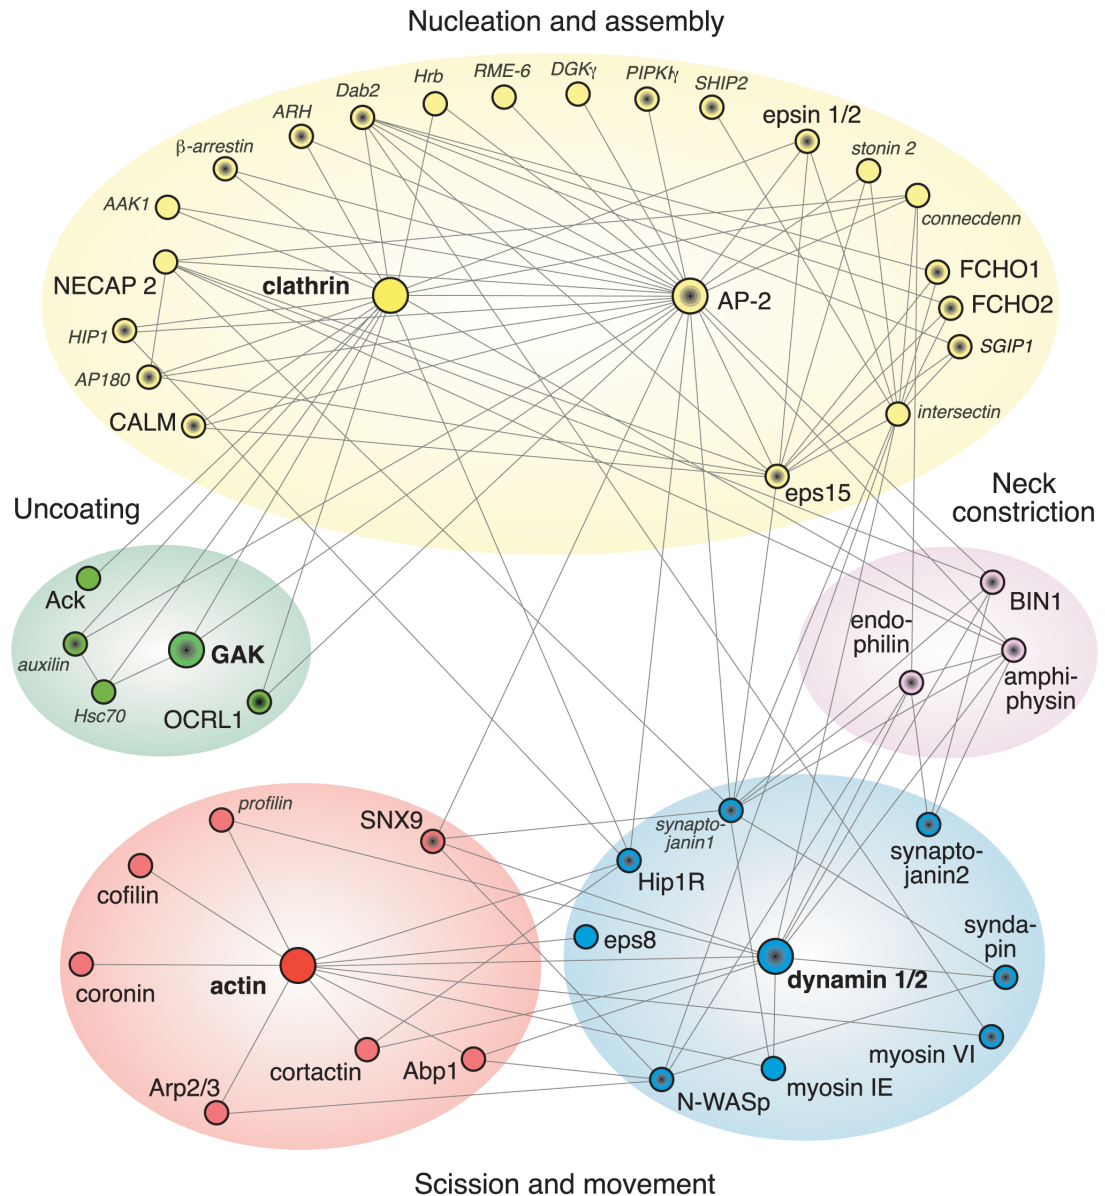 Nucleation and assembly
Hrb
RME-6
DGKγ
PIPKIγ
SHIP2
Dab2
ARH
epsin 1/2
β-arrestin
stonin 2
AAK1
connecdenn
NECAP 2
clathrin
AP-2
FCHO1
FCHO2
HIP1
SGIP1
AP180
CALM
intersectin
eps15
Uncoating
Neck
constriction
Ack
BIN1
endo-
philin
auxilin
GAK
amphi-
physin
Hsc70
OCRL1
profilin
SNX9
synapto-
janin1
synapto-
janin2
cofilin
Hip1R
synda-
pin
eps8
coronin
actin
dynamin 1/2
cortactin
Abp1
myosin VI
Arp2/3
N-WASp
myosin IE
Scission and movement